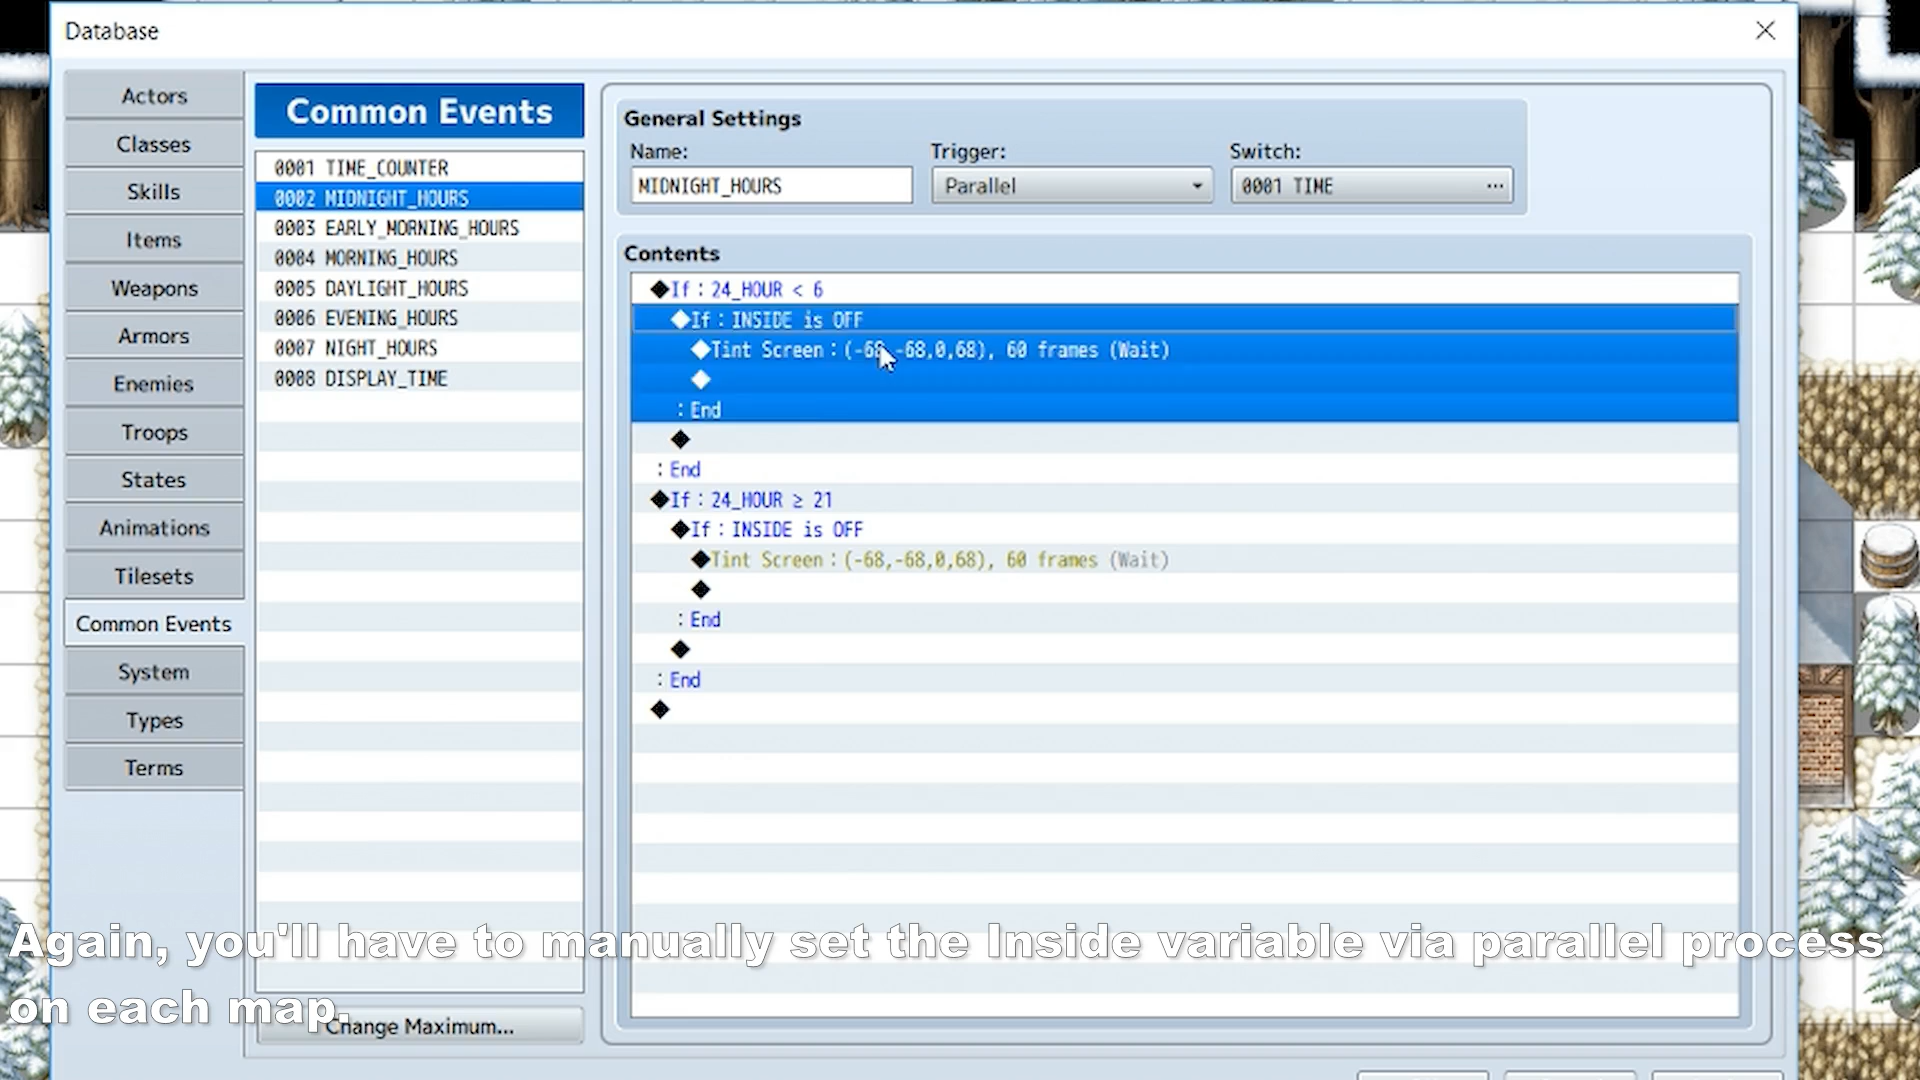 Database
Actors
Classes
Skills
Items
Weapons
Armors
Enemies
Troops
States
Animations
Tilesets
Common Events
System
Types
Terms
Common Events
0001 TIME_COUNTER
0002 MIDNIGHT_HOURS
0003 EARLY_MORNING_HOURS
0004 MORNING_HOURS
0005 DAYLIGHT_HOURS
0006 EVENING_HOURS
0007 NIGHT_HOURS
0008 DISPLAY_TIME
Change Maximum...
General Settings
Name: Trigger: Switch:
MIDNIGHT_HOURS Parallel 0001 TIME ...
Contents
◆If : 24_HOUR < 6
◆If : INSIDE is OFF
◆Tint Screen : (-68,-68,0,68), 60 frames (Wait)
◆
: End
◆
: End
◆If : 24_HOUR ≥ 21
◆If : INSIDE is OFF
◆Tint Screen : (-68,-68,0,68), 60 frames (Wait)
◆
: End
◆
: End
◆
Again, you'll have to manually set the Inside variable via parallel process
on each map.